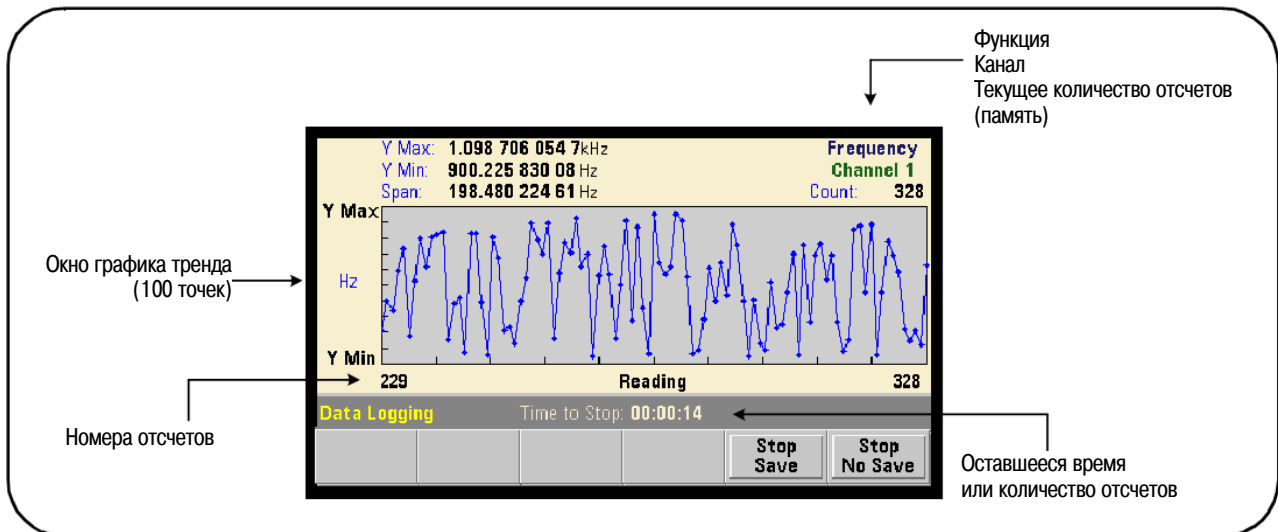 Функция
Канал
Текущее количество отсчетов
(память)
Y Max: 1.098 706 054 7kHz
Frequency
Y Min: 900.225 830 08 Hz
Channel 1
Span: 198.480 224 61 Hz
Count: 328
Y Max
Окно графика тренда
(100 точек)
Hz
Y Min
229
Reading
328
Data Logging
Time to Stop: 00:00:14
Номера отсчетов
Stop
Save
Stop
No Save
Оставшееся время
или количество отсчетов